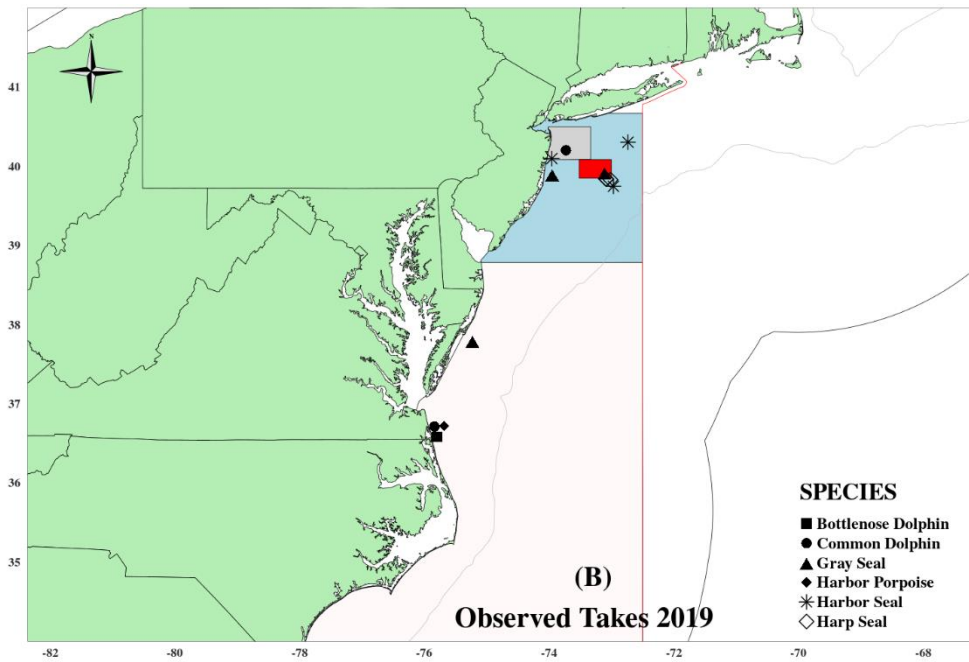 N
41
40
39
38
37
36
35
SPECIES
Bottlenose Dolphin
Common Dolphin
Gray Seal
Harbor Porpoise
Harbor Seal
Harp Seal
(B)
Observed Takes 2019
-82
-80
-78
-76
-74
-72
-70
-68